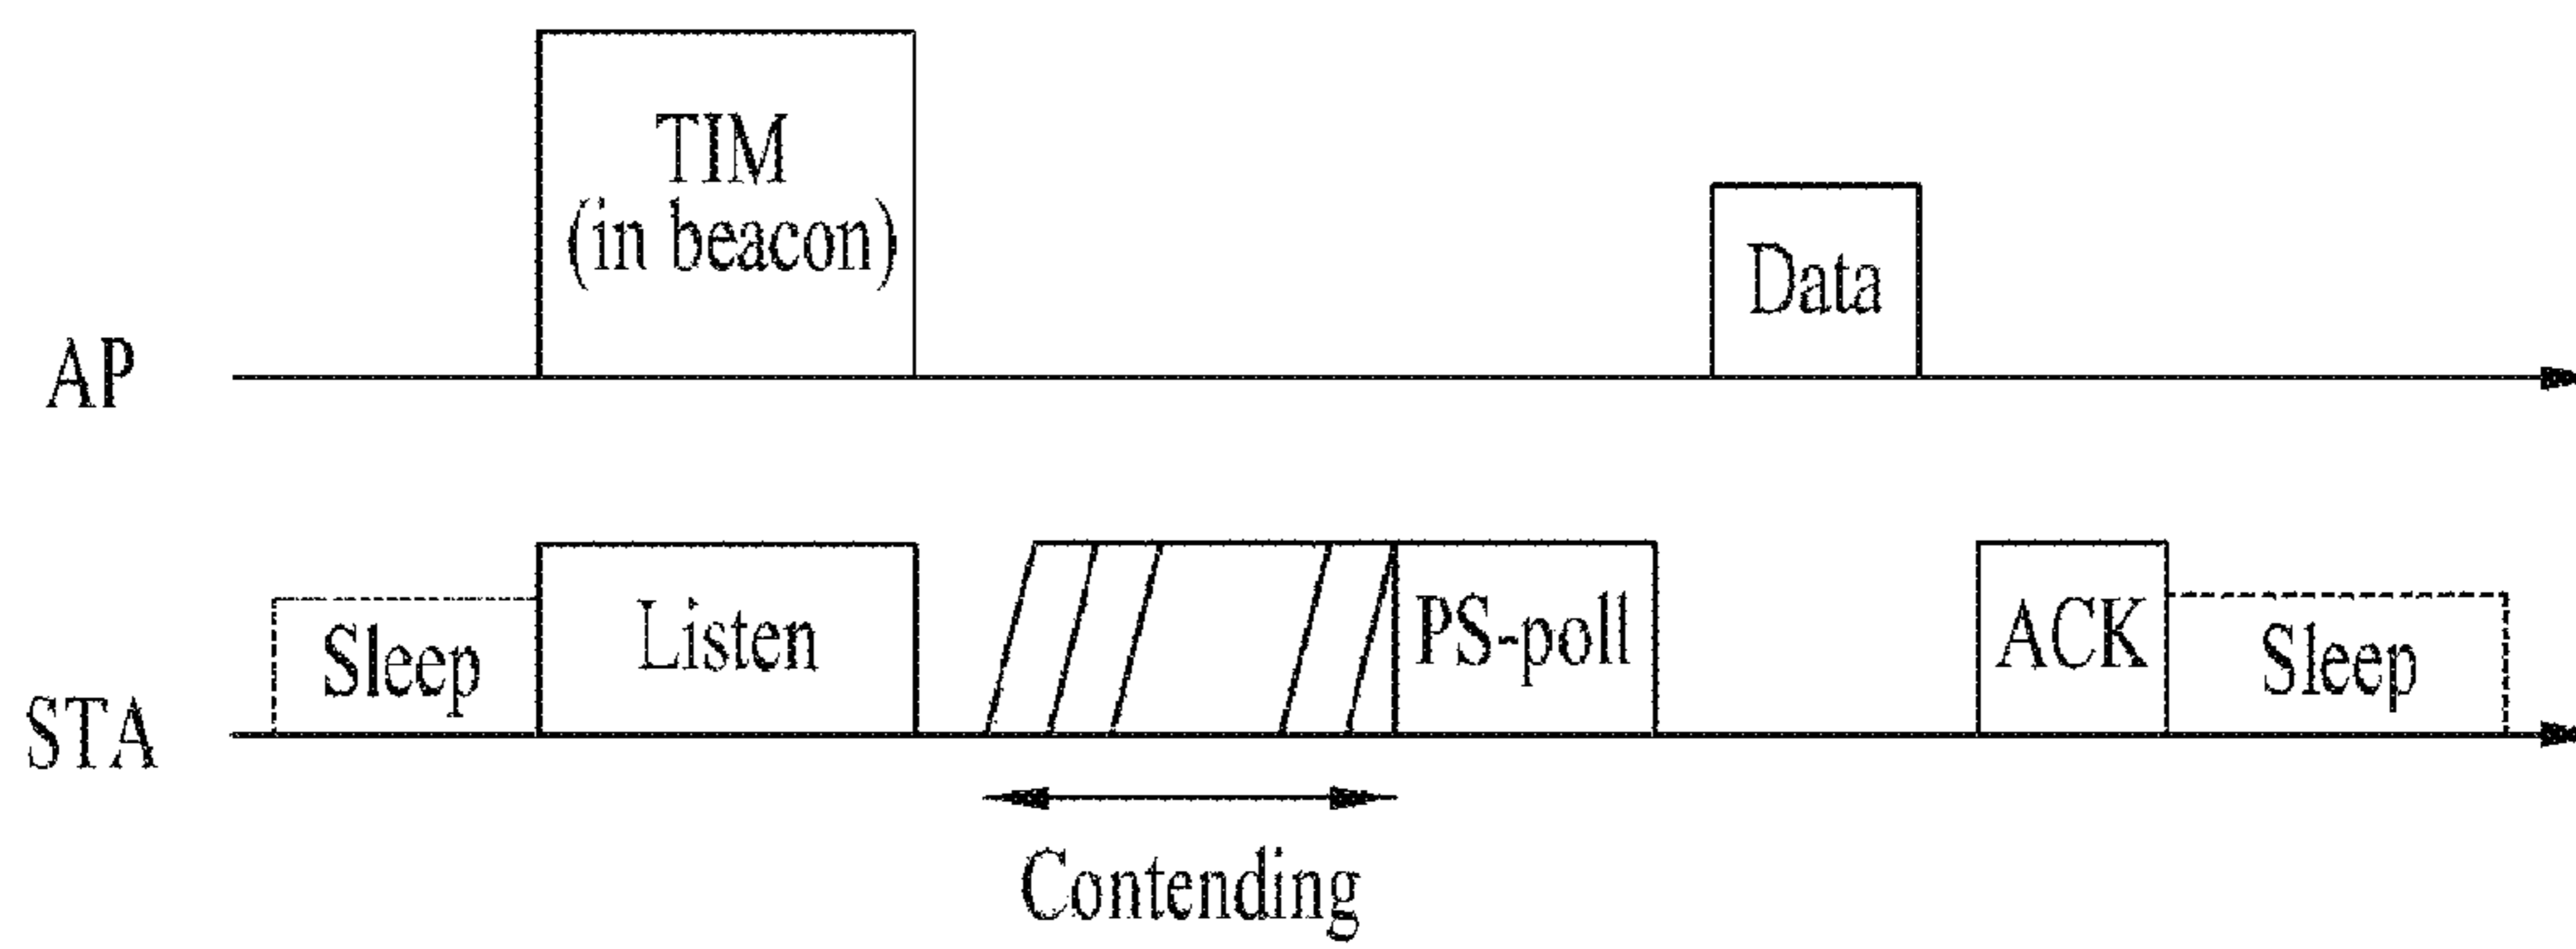 TIM
(in beacon)
Data
AP
Sleep
Listen
PS-poll
ACK
Sleep
STA
Contending